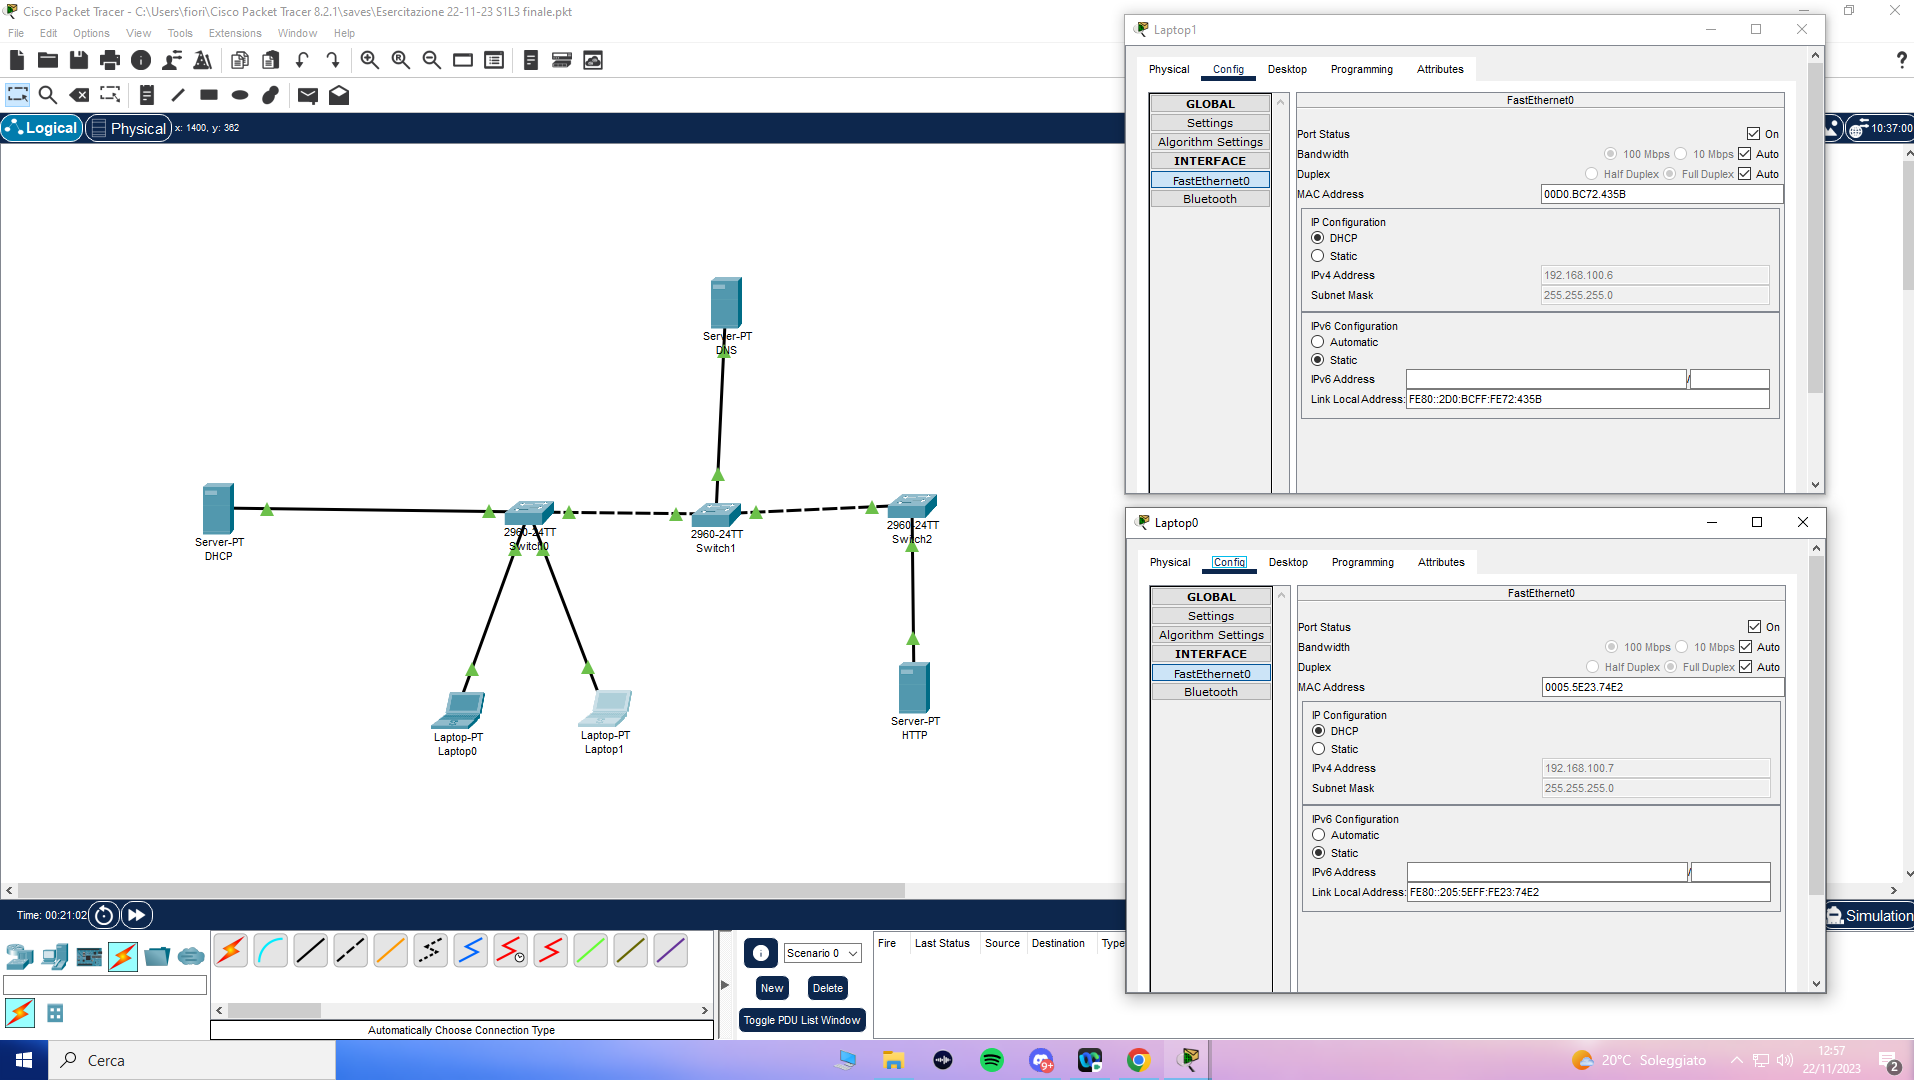 Cisco Packet Tracer - C:\Users\fiori\Cisco Packet Tracer 8.2.1\saves\Esercitazione 22-11-23 S1L3 finale.pkt
File Edit Options View Tools Extensions Window Help
Logical Physical x: 1400, y: 362
10:37:00
Server-PT
DNS
Server-PT
DHCP
2960-24TT
Switch0
2960-24TT
Switch1
2960-24TT
Switch2
Laptop-PT
Laptop0
Laptop-PT
Laptop1
Server-PT
HTTP
Laptop1
Physical Config Desktop Programming Attributes
GLOBAL
Settings
Algorithm Settings
INTERFACE
FastEthernet0
Bluetooth
FastEthernet0
Port Status On
Bandwidth 100 Mbps 10 Mbps Auto
Duplex Half Duplex Full Duplex Auto
MAC Address 00D0.BC72.435B
IP Configuration
DHCP
Static
IPv4 Address 192.168.100.6
Subnet Mask 255.255.255.0
IPv6 Configuration
Automatic
Static
IPv6 Address /
Link Local Address: FE80::2D0:BCFF:FE72:435B
Laptop0
Physical Config Desktop Programming Attributes
GLOBAL
Settings
Algorithm Settings
INTERFACE
FastEthernet0
Bluetooth
FastEthernet0
Port Status On
Bandwidth 100 Mbps 10 Mbps Auto
Duplex Half Duplex Full Duplex Auto
MAC Address 0005.5E23.74E2
IP Configuration
DHCP
Static
IPv4 Address 192.168.100.7
Subnet Mask 255.255.255.0
IPv6 Configuration
Automatic
Static
IPv6 Address /
Link Local Address: FE80::205:5EFF:FE23:74E2
Time: 00:21:02
Simulation
Scenario 0
New Delete
Toggle PDU List Window
Fire Last Status Source Destination Type
Automatically Choose Connection Type
Cerca
9+
20°C Soleggiato
12:57
22/11/2023
2